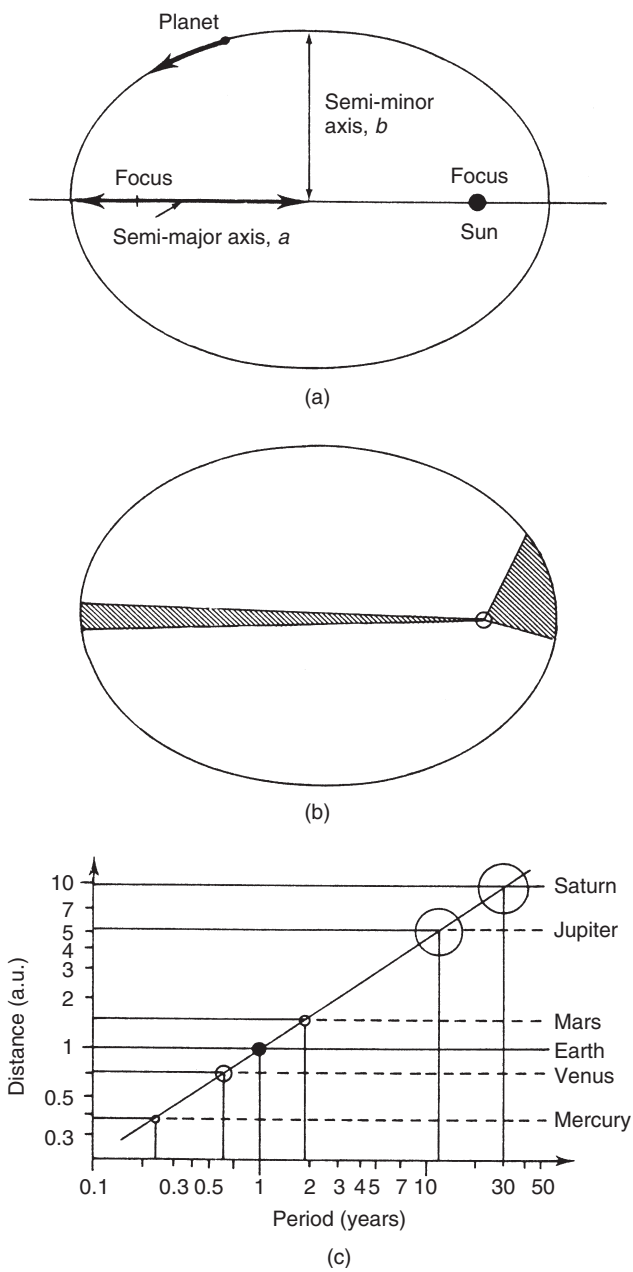 Planet
Semi-minor
axis, b
Focus
Focus
Semi-major axis, a
Sun
(a)
(b)
10
7
5
4
3
2
1
0.5
0.3
Distance (a.u.)
Saturn
Jupiter
Mars
Earth
Venus
Mercury
0.1 0.3 0.5 1 2 3 4 5 7 10 30 50
Period (years)
(c)